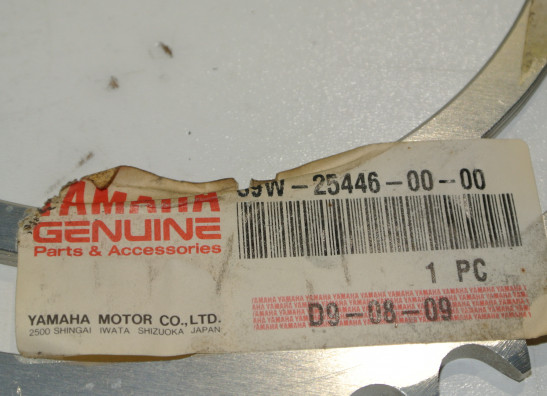 YAMAHA
GENUINE
Parts & Accessories
YAMAHA MOTOR CO.,LTD.
2500 SHINGAI IWATA SHIZUOKA JAPAN
-25446-00-00
1 PC
D9-08-09